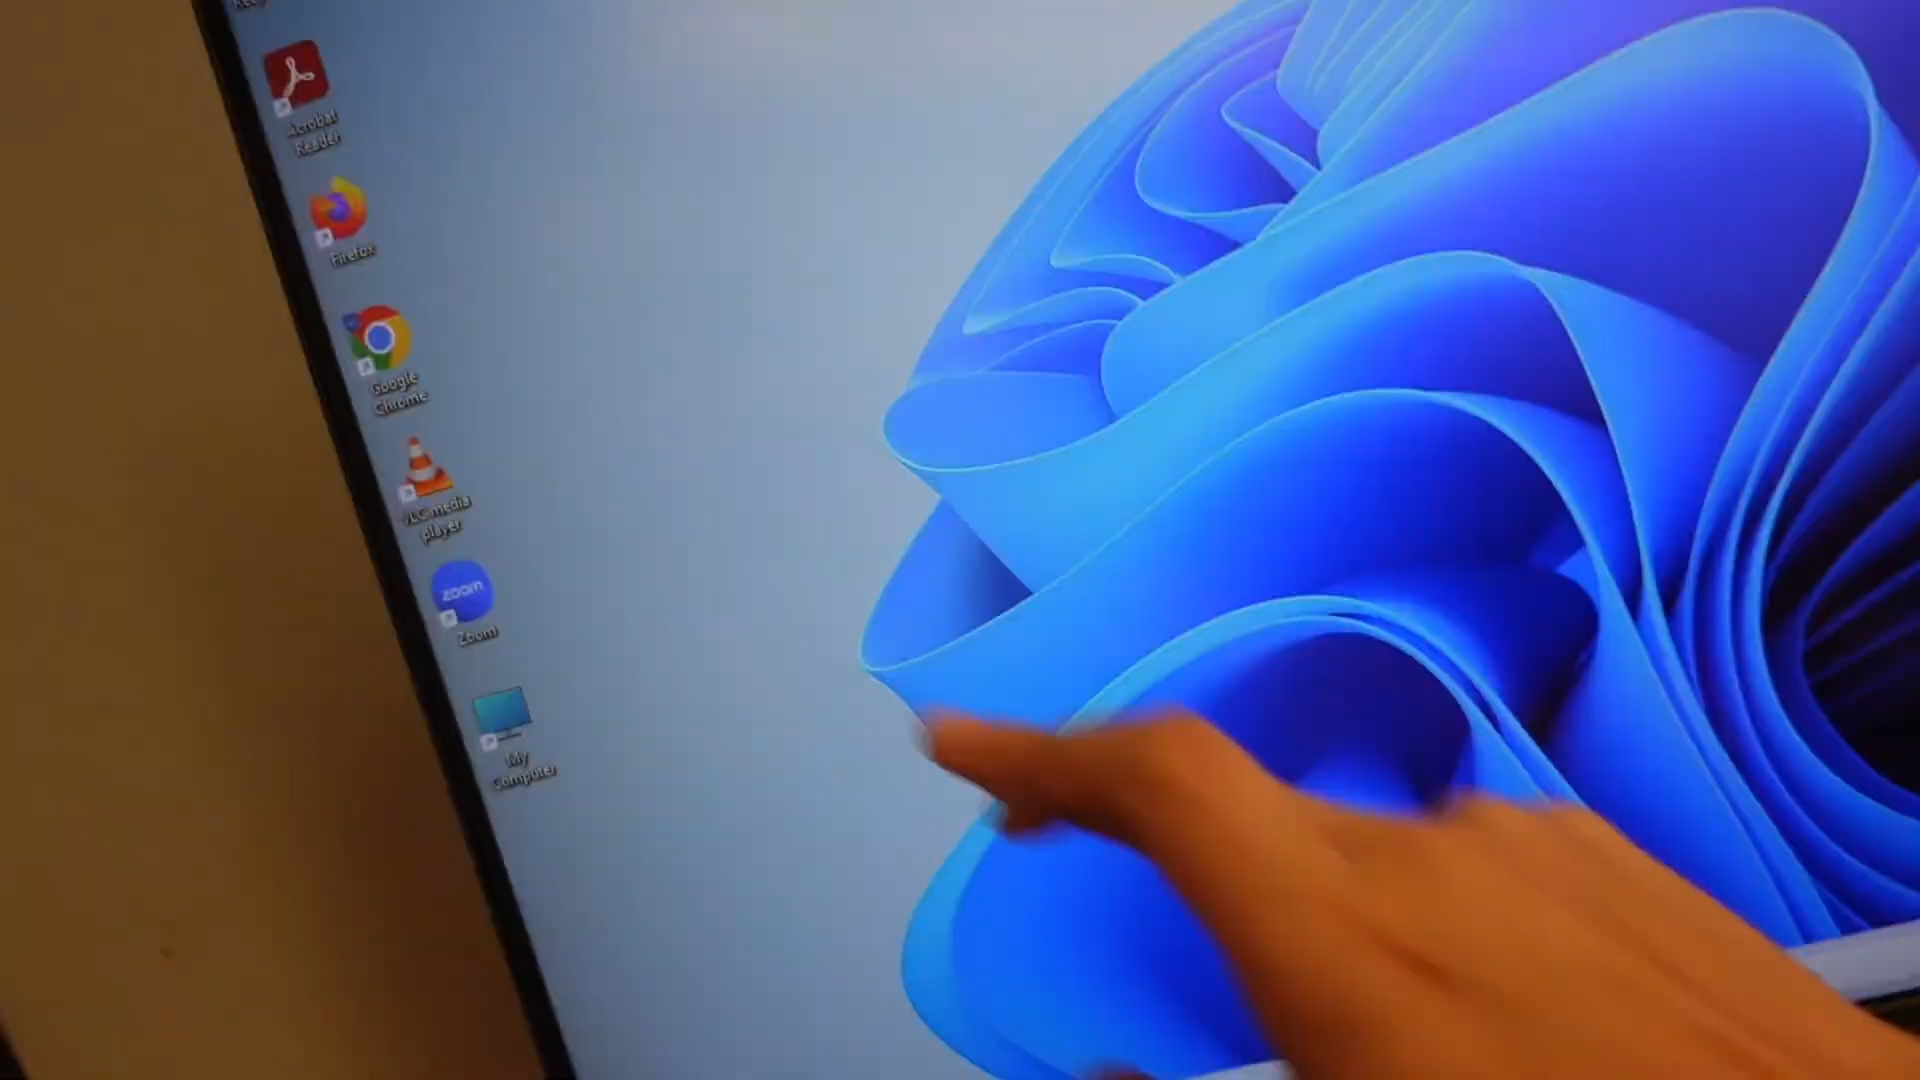 Acrobat
Reader
Firefox
Google
Chrome
VLC media
player
zoom
Zoom
My
Computer